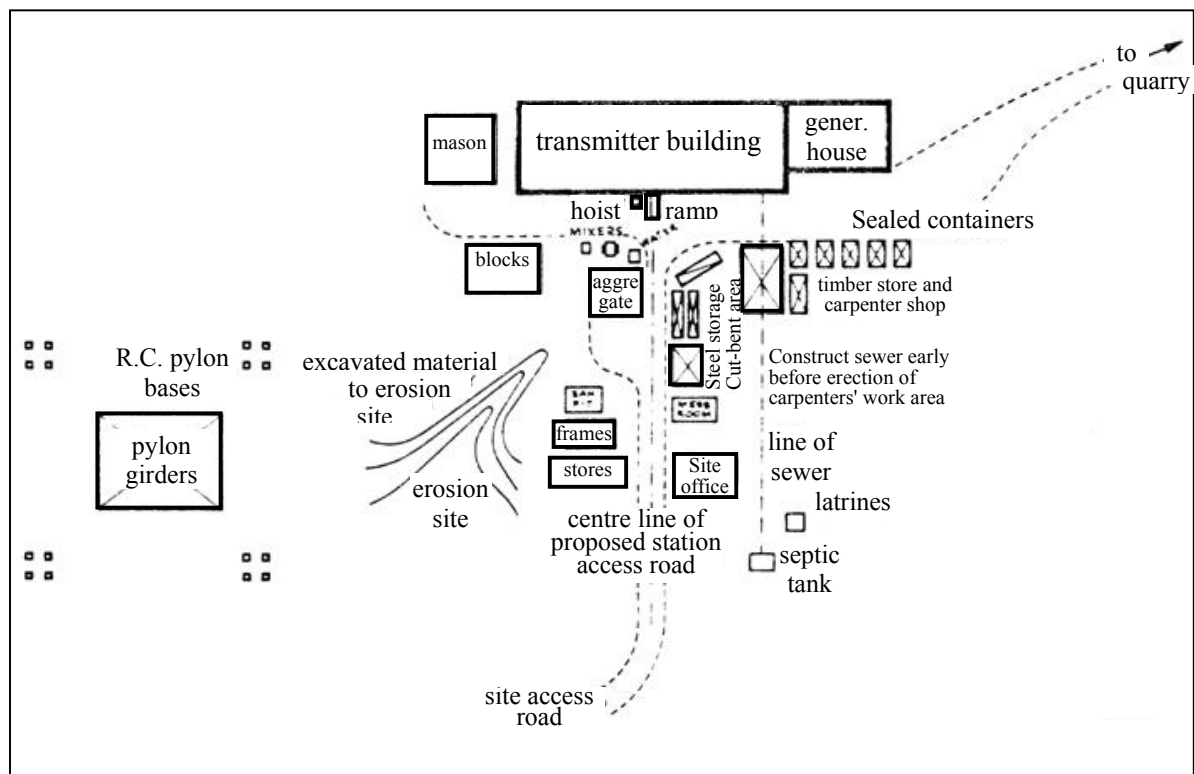 to
quarry
mason
transmitter building
gener.
house
hoist
ramp
MIXERS
WATER
Sealed containers
blocks
aggre
gate
timber store and
carpenter shop
Steel storage
Cut-bent area
R.C. pylon
bases
excavated material
to erosion
site
Construct sewer early
before erection of
carpenters' work area
MESS
ROOM
frames
pylon
girders
stores
Site
office
line of
sewer
erosion
site
latrines
centre line of
proposed station
access road
septic
tank
site access
road